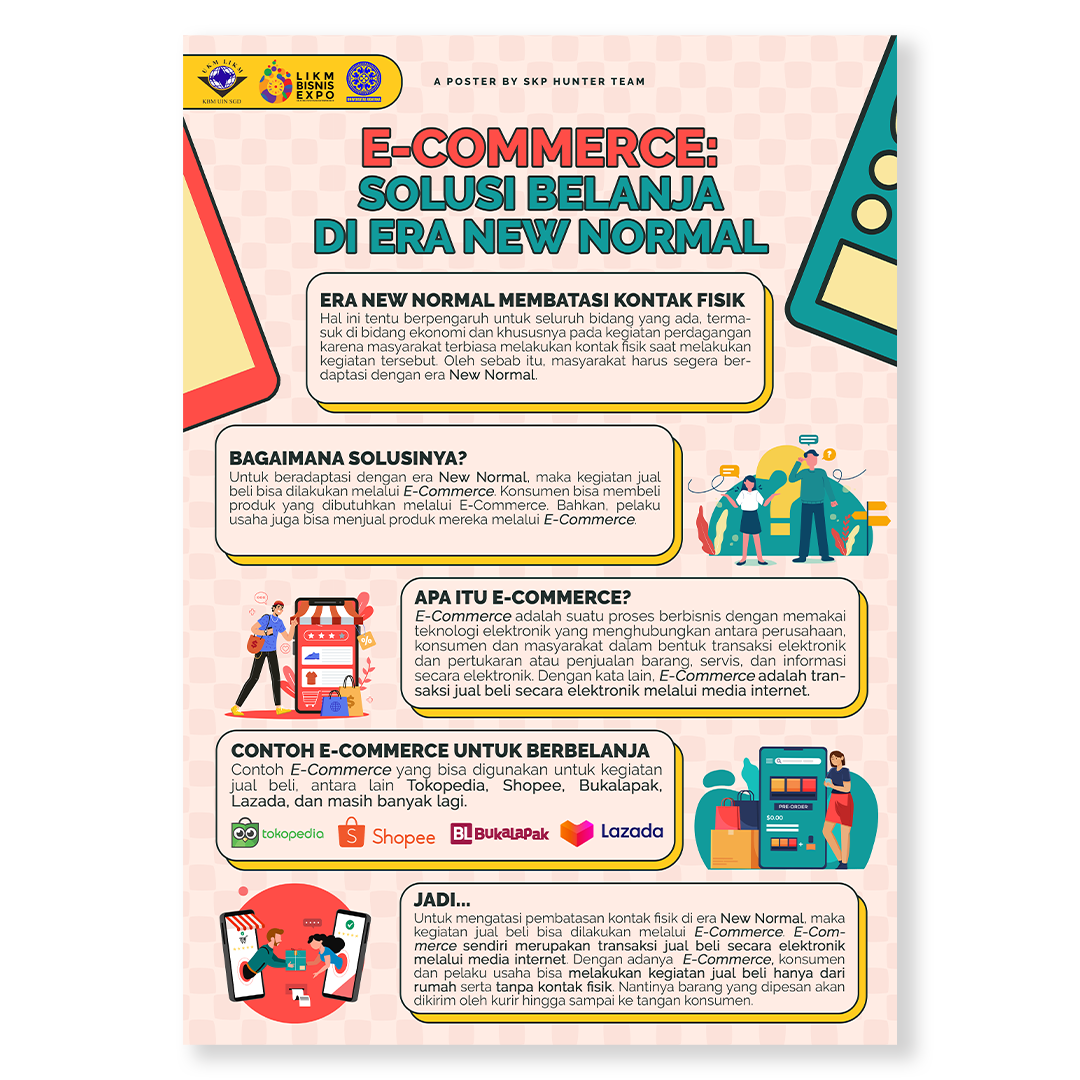 UKM LIKM
KBM UIN SGD
LIKM
BISNIS
EXPO
A POSTER BY SKP HUNTER TEAM
E-COMMERCE:
SOLUSI BELANJA
DI ERA NEW NORMAL
ERA NEW NORMAL MEMBATASI KONTAK FISIK
Hal ini tentu berpengaruh untuk seluruh bidang yang ada, terma-
suk di bidang ekonomi dan khususnya pada kegiatan perdagangan
karena masyarakat terbiasa melakukan kontak fisik saat melakukan
kegiatan tersebut. Oleh sebab itu, masyarakat harus segera ber-
daptasi dengan era New Normal.
BAGAIMANA SOLUSINYA?
Untuk beradaptasi dengan era New Normal, maka kegiatan jual
beli bisa dilakukan melalui E-Commerce. Konsumen bisa membeli
produk yang dibutuhkan melalui E-Commerce. Bahkan, pelaku
usaha juga bisa menjual produk mereka melalui E-Commerce.
APA ITU E-COMMERCE?
E-Commerce adalah suatu proses berbisnis dengan memakai
teknologi elektronik yang menghubungkan antara perusahaan,
konsumen dan masyarakat dalam bentuk transaksi elektronik
dan pertukaran atau penjualan barang, servis, dan informasi
secara elektronik. Dengan kata lain, E-Commerce adalah tran-
saksi jual beli secara elektronik melalui media internet.
CONTOH E-COMMERCE UNTUK BERBELANJA
Contoh E-Commerce yang bisa digunakan untuk kegiatan
jual beli, antara lain Tokopedia, Shopee, Bukalapak,
Lazada, dan masih banyak lagi.
tokopedia
S Shopee
BL BUKALAPAK
Lazada
PRE-ORDER
$0.00
JADI...
Untuk mengatasi pembatasan kontak fisik di era New Normal, maka
kegiatan jual beli bisa dilakukan melalui E-Commerce. E-Com-
merce sendiri merupakan transaksi jual beli secara elektronik
melalui media internet. Dengan adanya E-Commerce, konsumen
dan pelaku usaha bisa melakukan kegiatan jual beli hanya dari
rumah serta tanpa kontak fisik. Nantinya barang yang dipesan akan
dikirim oleh kurir hingga sampai ke tangan konsumen.